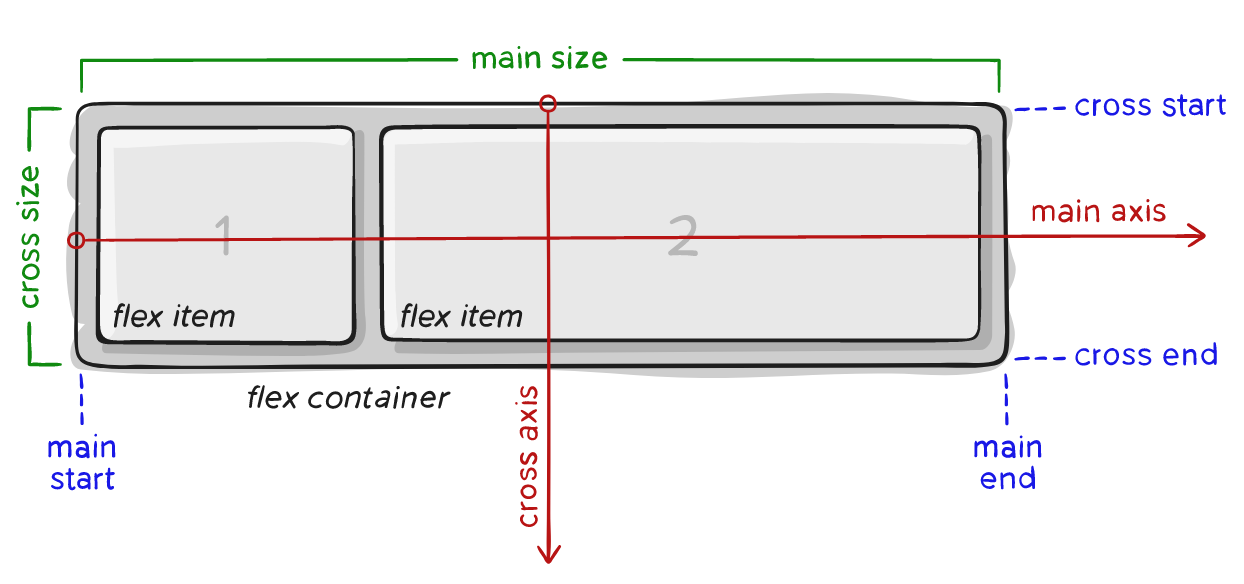 main size
cross start
cross size
main axis
1
2
flex item
flex item
cross end
flex container
cross axis
main
start
main
end